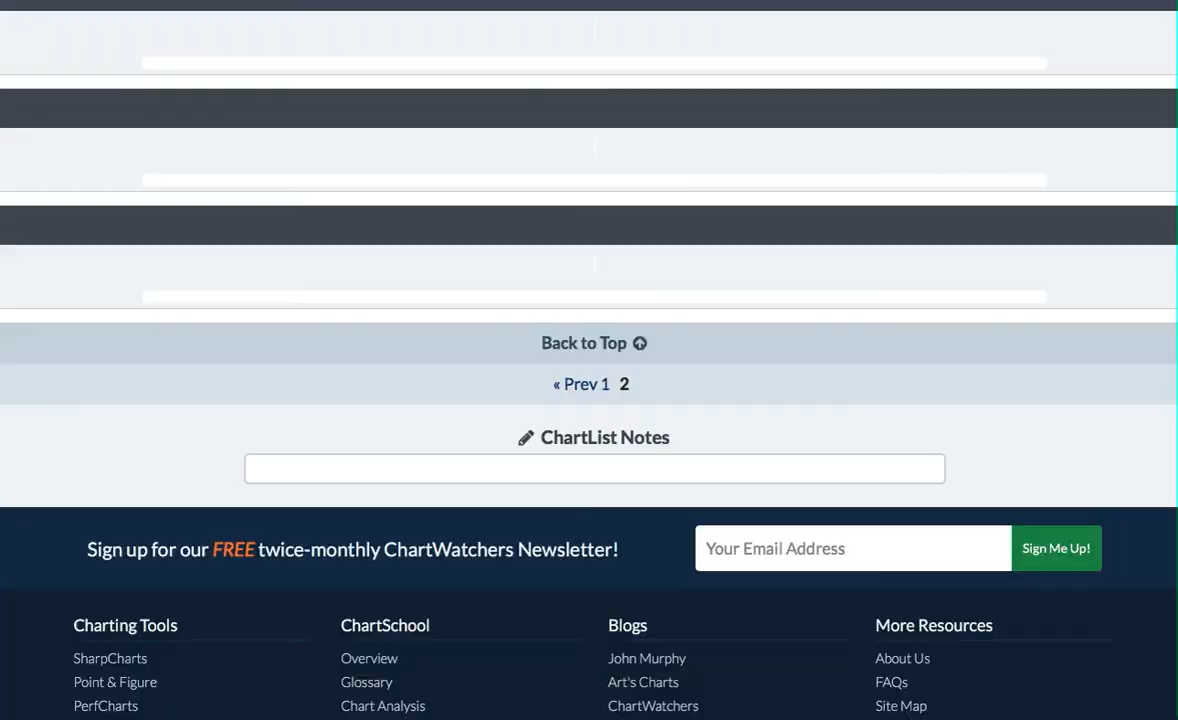 Back to Top
« Prev 1 2
ChartList Notes
Sign up for our FREE twice-monthly ChartWatchers Newsletter!
Your Email Address
Sign Me Up!
Charting Tools
SharpCharts
Point & Figure
PerfCharts
ChartSchool
Overview
Glossary
Chart Analysis
Blogs
John Murphy
Art's Charts
ChartWatchers
More Resources
About Us
FAQs
Site Map